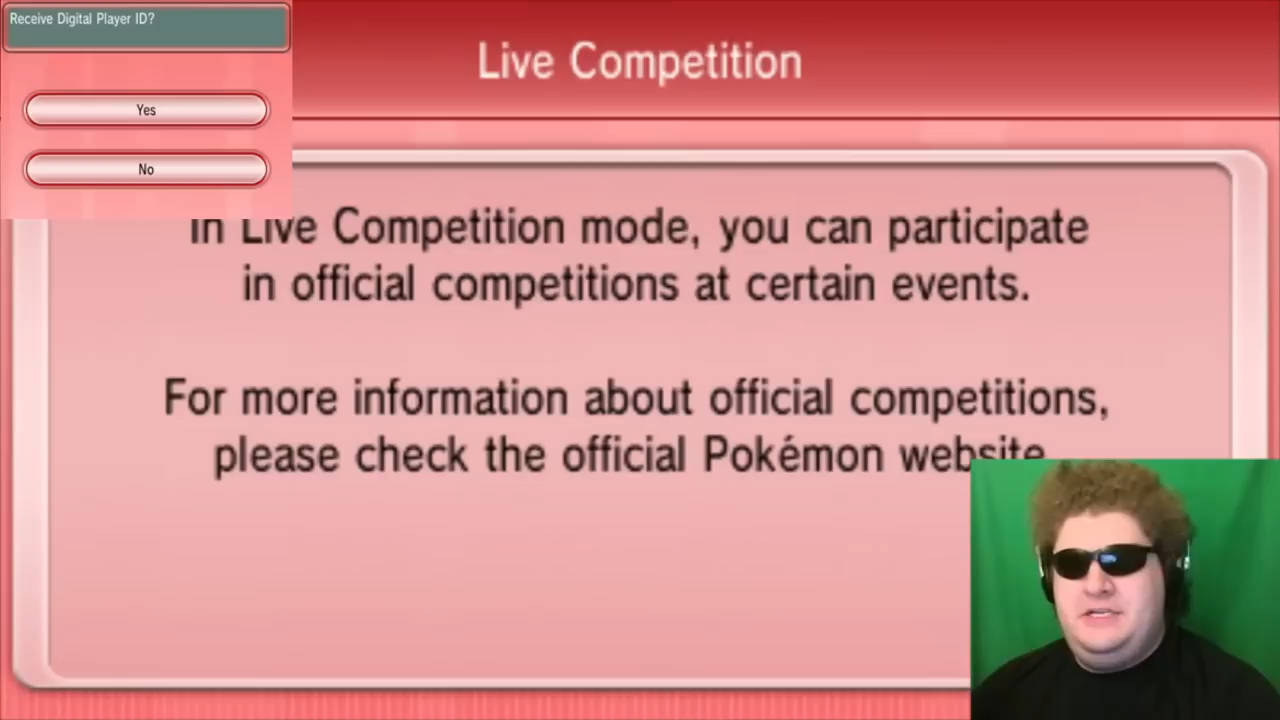 Receive Digital Player ID?
Yes
No
Live Competition
In Live Competition mode, you can participate
in official competitions at certain events.
For more information about official competitions,
please check the official Pokémon website